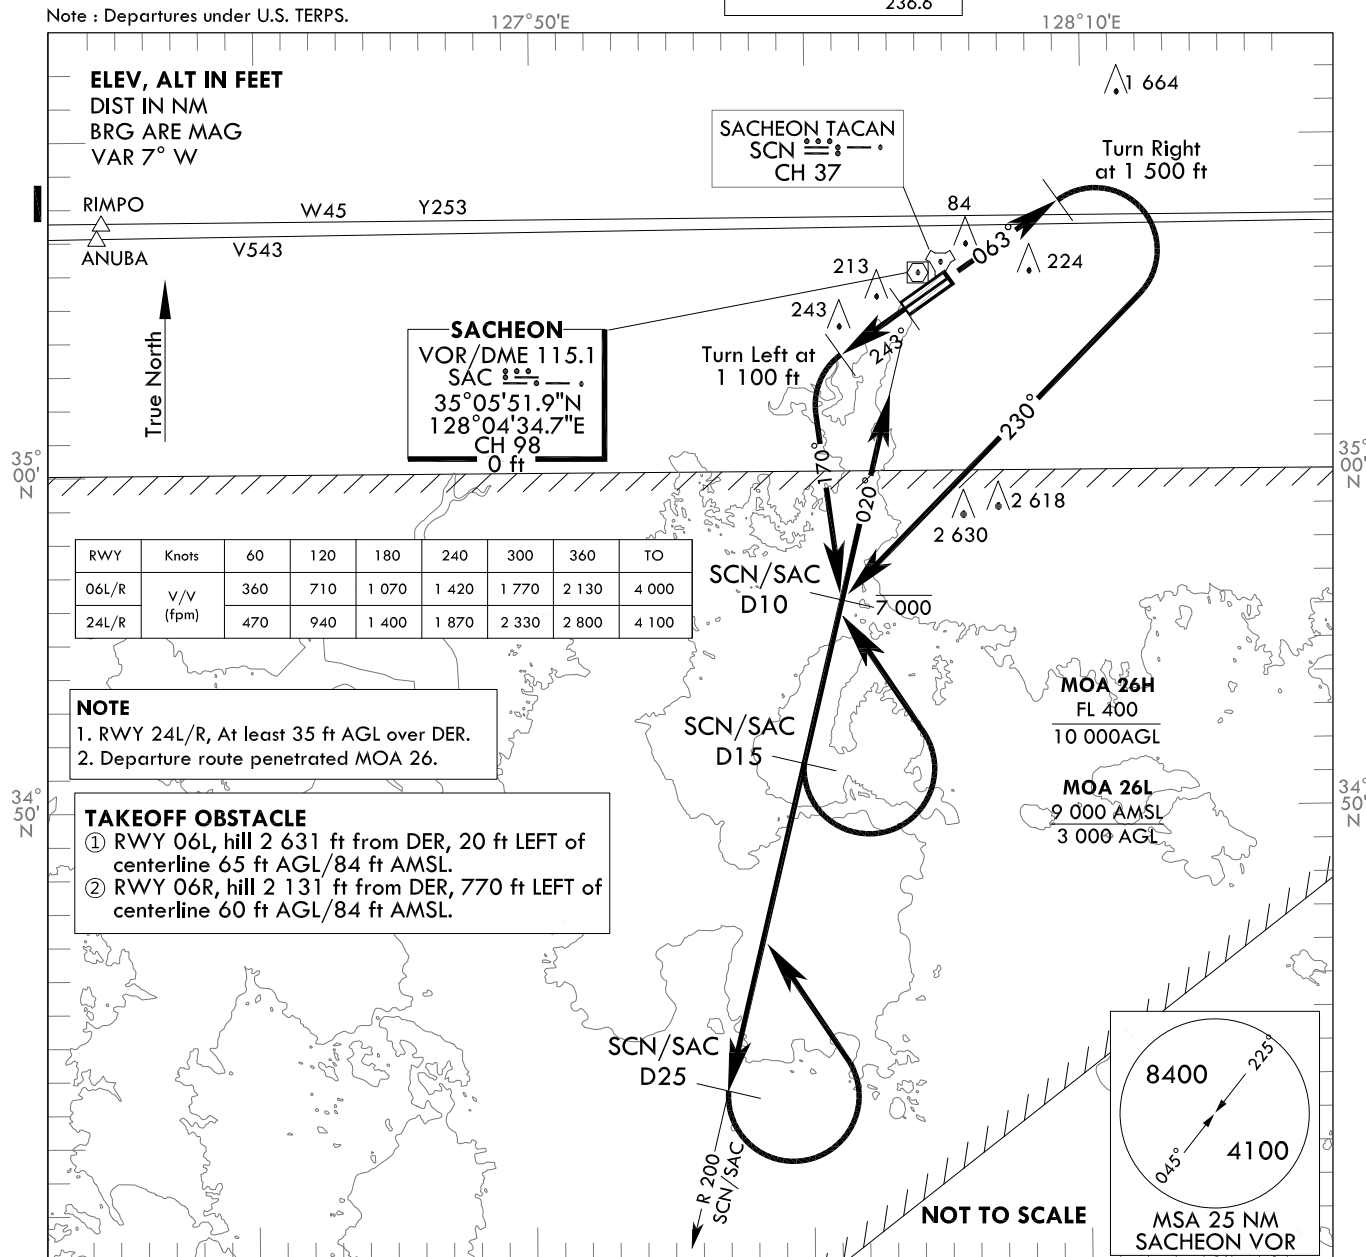 236.6
Note : Departures under U.S. TERPS.
127°50'E
128°10'E
ELEV, ALT IN FEET
DIST IN NM
BRG ARE MAG
VAR 7° W
1 664
SACHEON TACAN
SCN
CH 37
Turn Right
at 1 500 ft
RIMPO
W45
Y253
84
ANUBA
V543
063°
224
213
243
True North
SACHEON
VOR/DME 115.1
SAC
35°05'51.9"N
128°04'34.7"E
CH 98
0 ft
Turn Left at
1 100 ft
243°
230°
170°
020°
35°
00'
N
35°
00'
N
2 618
2 630
RWY Knots 60 120 180 240 300 360 TO
06L/R V/V (fpm) 360 710 1 070 1 420 1 770 2 130 4 000
24L/R 470 940 1 400 1 870 2 330 2 800 4 100
SCN/SAC
D10
7 000
NOTE
1. RWY 24L/R, At least 35 ft AGL over DER.
2. Departure route penetrated MOA 26.
SCN/SAC
D15
MOA 26H
FL 400
10 000AGL
MOA 26L
9 000 AMSL
3 000 AGL
34°
50'
N
34°
50'
N
TAKEOFF OBSTACLE
① RWY 06L, hill 2 631 ft from DER, 20 ft LEFT of
centerline 65 ft AGL/84 ft AMSL.
② RWY 06R, hill 2 131 ft from DER, 770 ft LEFT of
centerline 60 ft AGL/84 ft AMSL.
SCN/SAC
D25
R 200
SCN/SAC
8400
225°
045°
4100
MSA 25 NM
SACHEON VOR
NOT TO SCALE